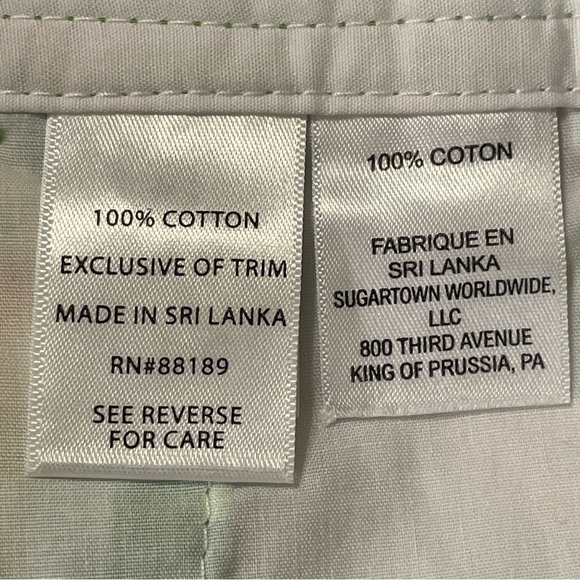 100% COTTON
EXCLUSIVE OF TRIM
MADE IN SRI LANKA
RN#88189
SEE REVERSE
FOR CARE
100% COTON
FABRIQUE EN
SRI LANKA
SUGARTOWN WORLDWIDE,
LLC
800 THIRD AVENUE
KING OF PRUSSIA, PA